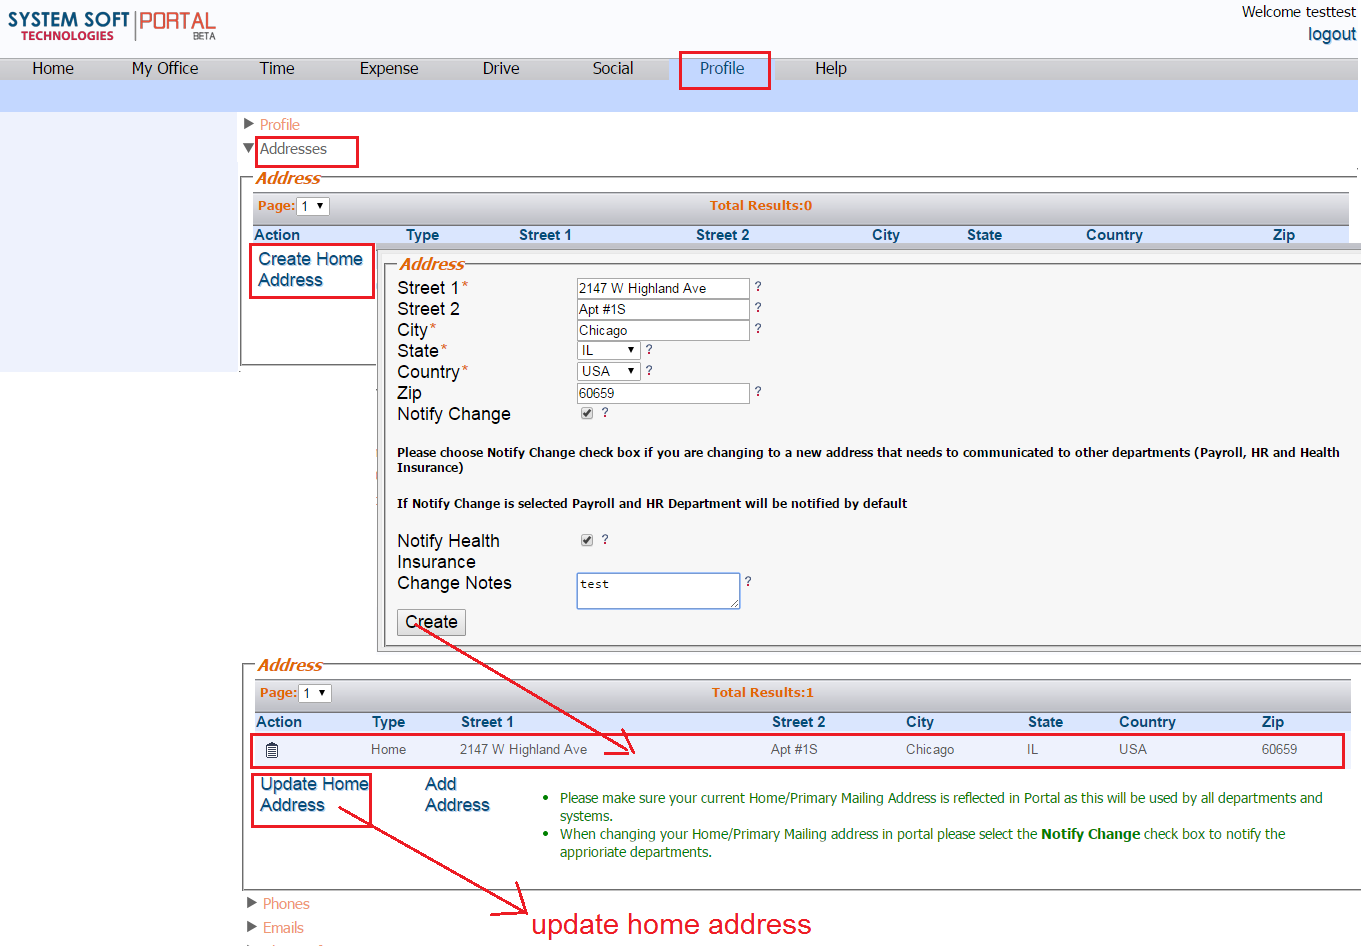 SYSTEM SOFT PORTAL
TECHNOLOGIES BETA
Welcome testtest
logout
Home My Office Time Expense Drive Social Profile Help
Profile
Addresses
Address
Page: 1 Total Results:0
Action Type Street 1 Street 2 City State Country Zip
Create Home
Address
Address
Street 1* 2147 W Highland Ave ?
Street 2 Apt #1S ?
City* Chicago ?
State* IL ?
Country* USA ?
Zip 60659 ?
Notify Change ?
Please choose Notify Change check box if you are changing to a new address that needs to communicated to other departments (Payroll, HR and Health
Insurance)
If Notify Change is selected Payroll and HR Department will be notified by default
Notify Health ?
Insurance
Change Notes test ?
Create
Address
Page: 1 Total Results:1
Action Type Street 1 Street 2 City State Country Zip
Home 2147 W Highland Ave Apt #1S Chicago IL USA 60659
Update Home
Address
Add
Address
• Please make sure your current Home/Primary Mailing Address is reflected in Portal as this will be used by all departments and
systems.
• When changing your Home/Primary Mailing address in portal please select the Notify Change check box to notify the
apprioriate departments.
Phones
Emails
update home address